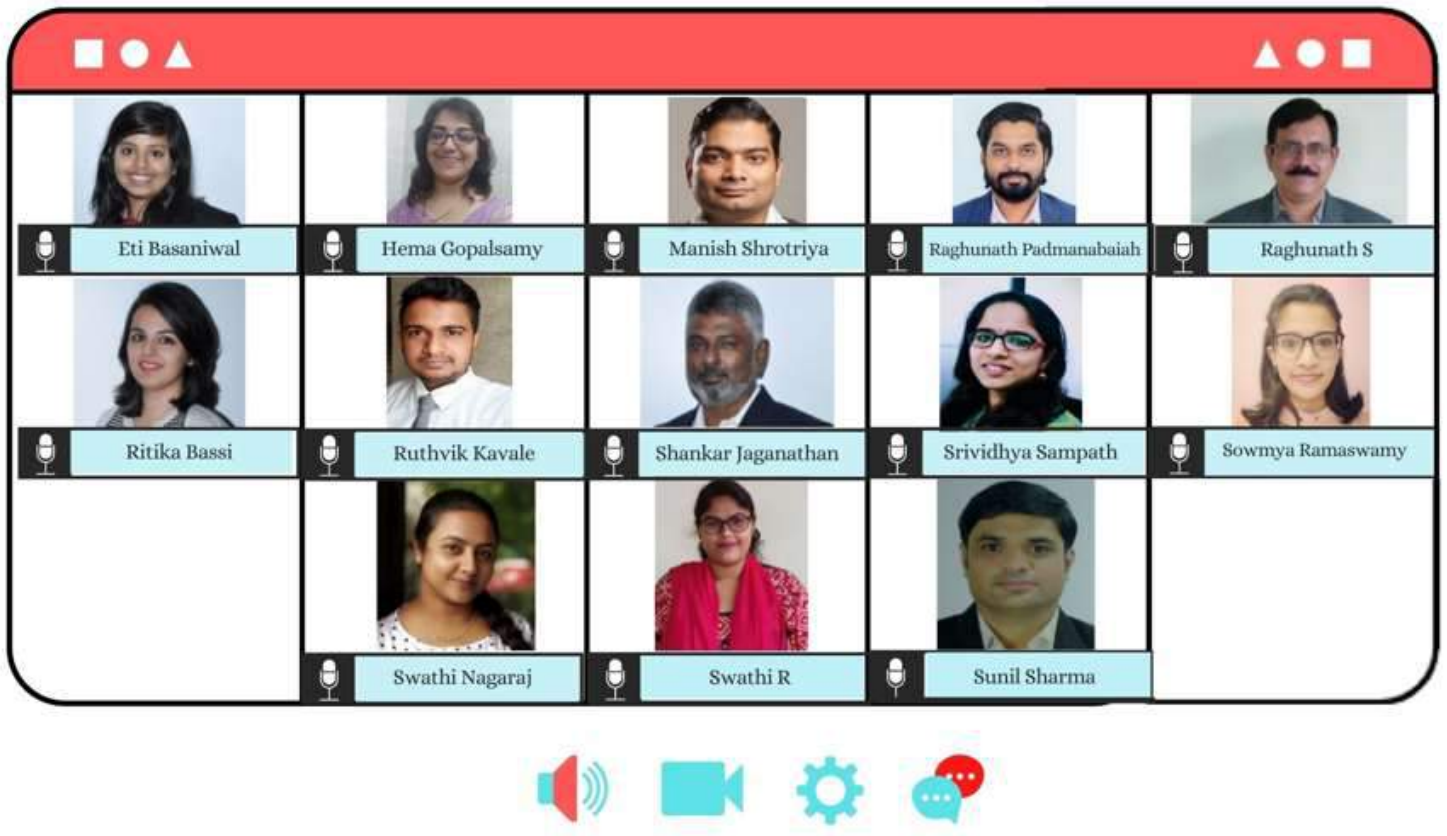 Eti Basaniwal
Hema Gopalsamy
Manish Shrotriya
Raghunath Padmanabaiah
Raghunath S
Ritika Bassi
Ruthvik Kavale
Shankar Jaganathan
Srividhya Sampath
Sowmya Ramaswamy
Swathi Nagaraj
Swathi R
Sunil Sharma